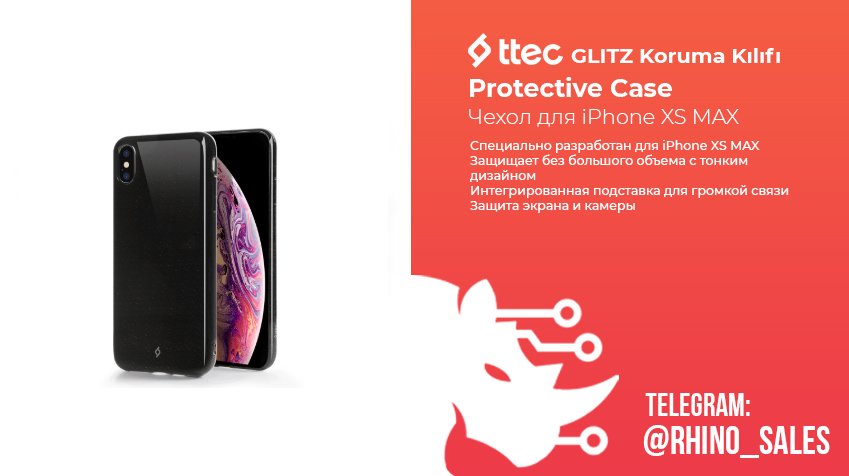 ttec GLITZ Koruma Kılıfı
Protective Case
Чехол для iPhone XS MAX
Специально разработан для iPhone XS MAX
Защищает без большого объема с тонким
дизайном
Интегрированная подставка для громкой связи
Защита экрана и камеры
TELEGRAM:
@RHINO_SALES